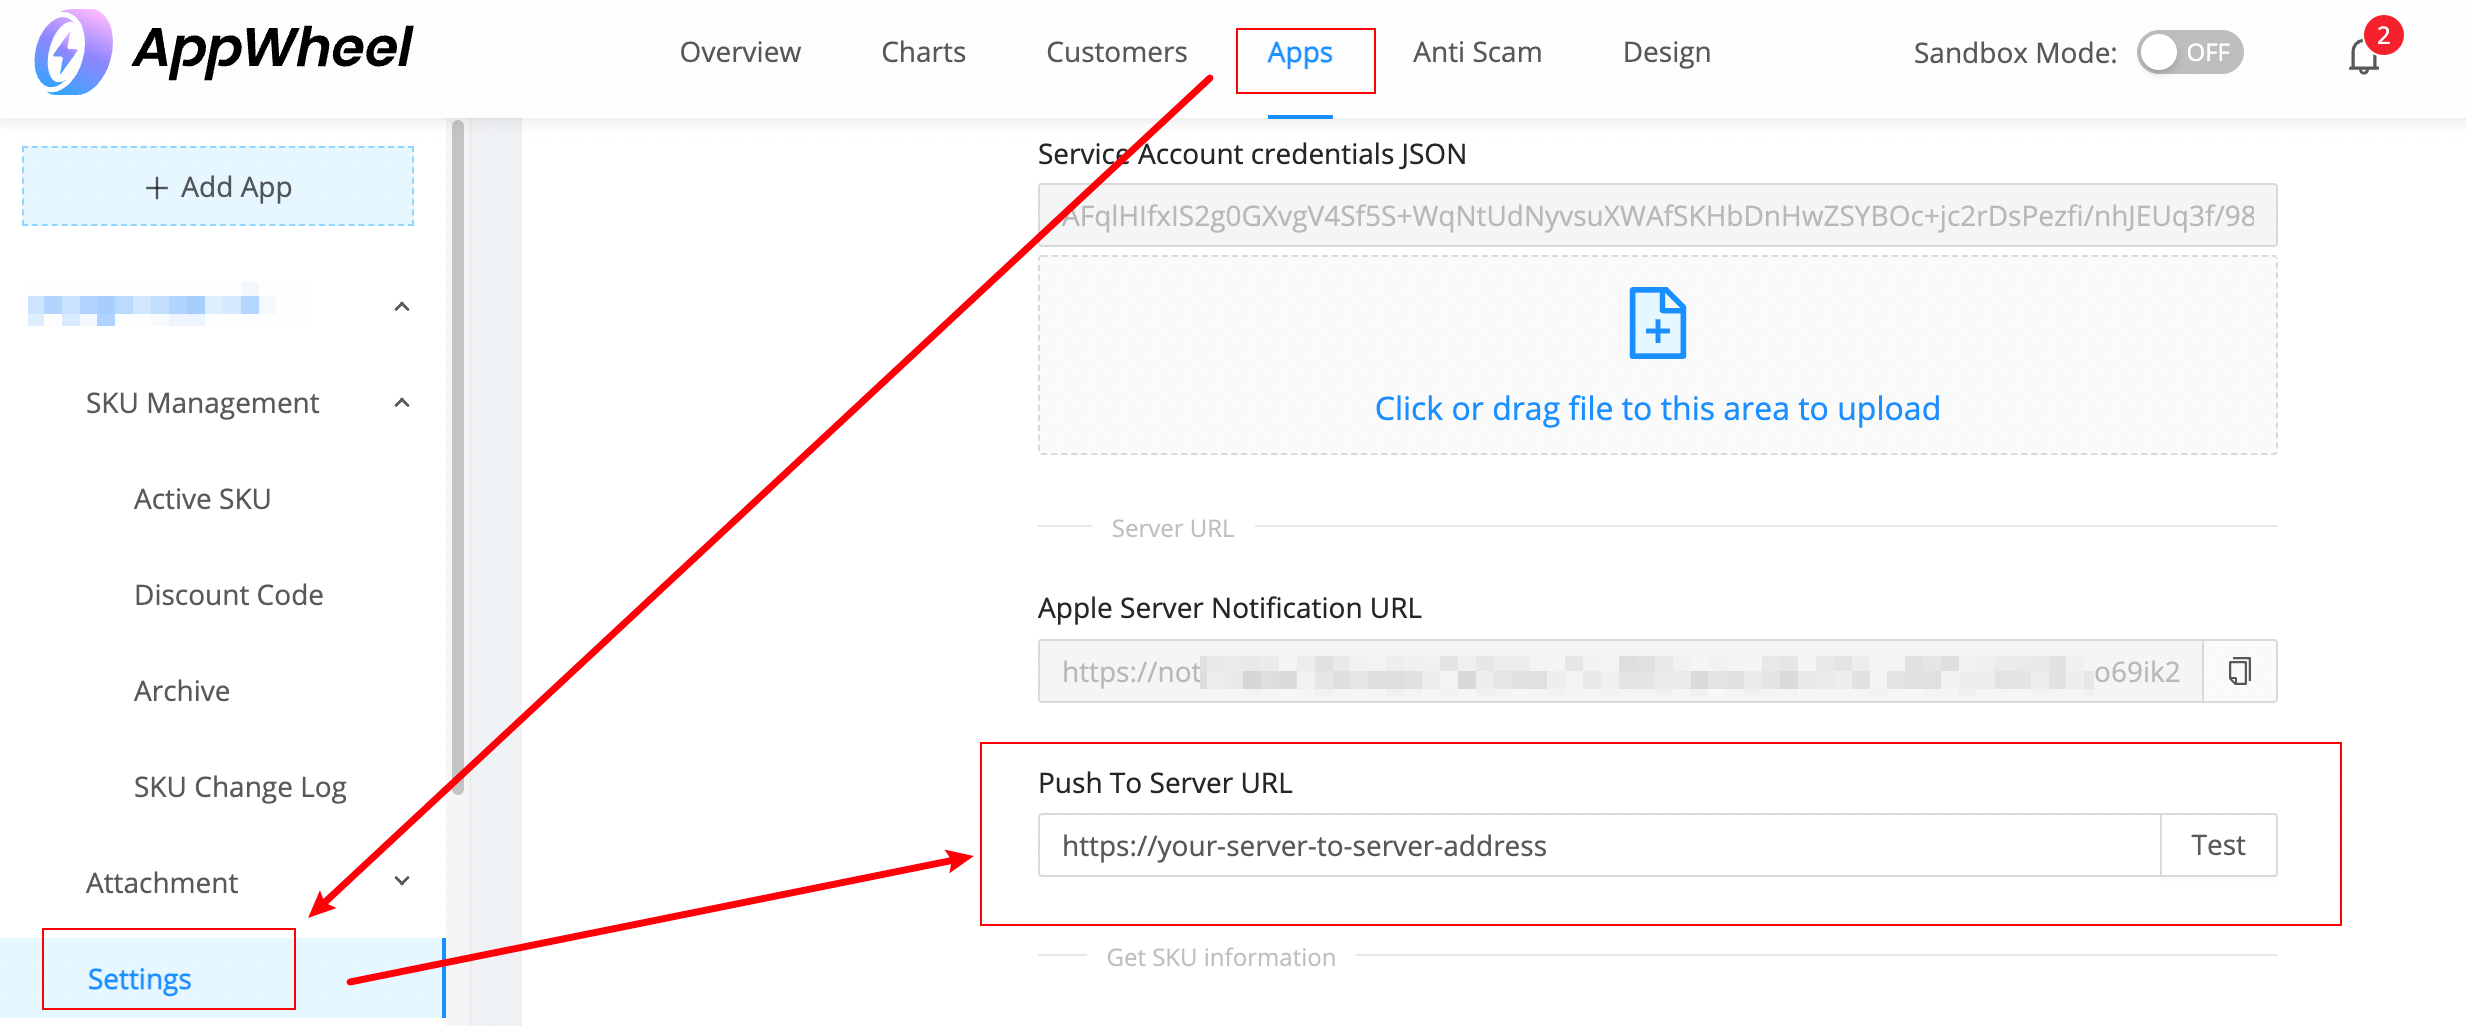 AppWheel
Overview
Charts
Customers
Apps
Anti Scam
Design
Sandbox Mode:
OFF
2
+ Add App
SKU Management
Active SKU
Discount Code
Archive
SKU Change Log
Attachment
Settings
Service Account credentials JSON
AFqlHIfxIS2g0GXvgV4Sf5S+WqNtUdNyvsuXWAfSKHbDnHwZSYBOc+jc2rDsPezfi/nhJEUq3f/98
Click or drag file to this area to upload
Server URL
Apple Server Notification URL
https://not o69ik2
Push To Server URL
https://your-server-to-server-address
Test
Get SKU information